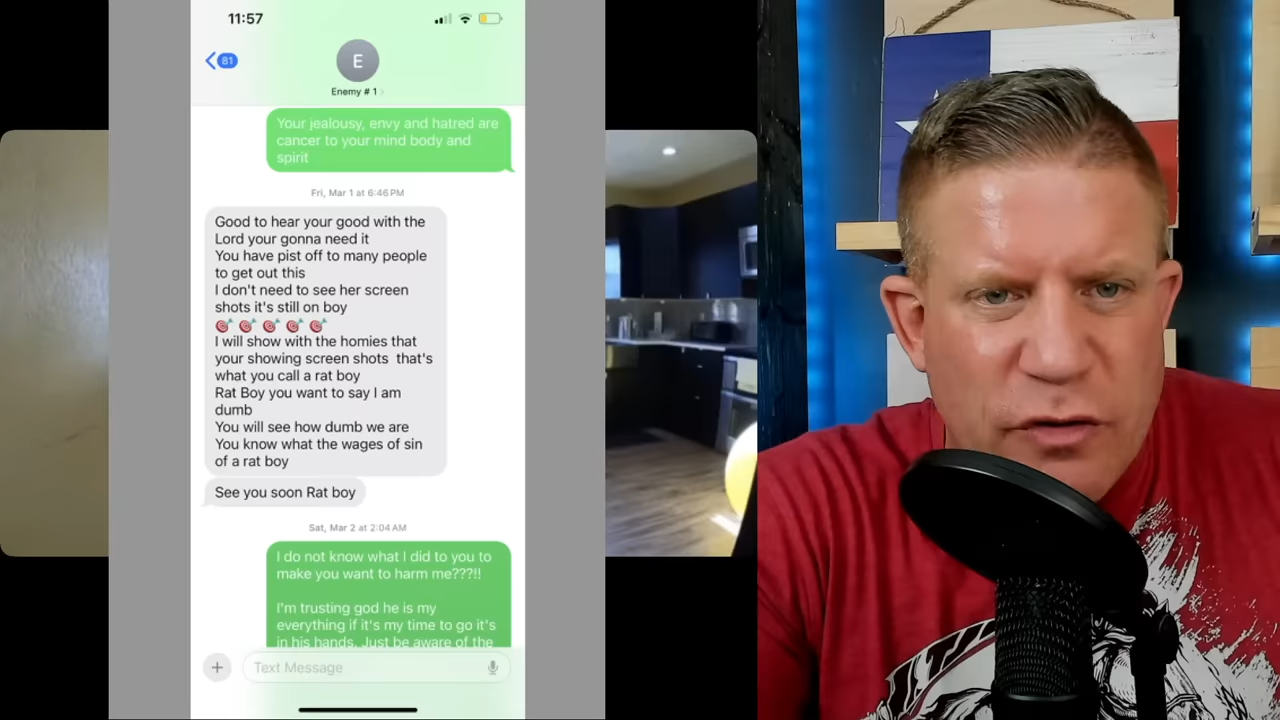 11:57
81
E
Enemy # 1
Your jealousy, envy and hatred are
cancer to your mind body and
spirit
Fri, Mar 1 at 6:46 PM
Good to hear your good with the
Lord your gonna need it
You have pist off to many people
to get out this
I don't need to see her screen
shots it's still on boy
🎯 🎯 🎯 🎯 🎯
I will show with the homies that
your showing screen shots  that's
what you call a rat boy
Rat Boy you want to say I am
dumb
You will see how dumb we are
You know what the wages of sin
of a rat boy
See you soon Rat boy
Sat, Mar 2 at 2:04 AM
I do not know what I did to you to
make you want to harm me???!!
I'm trusting god he is my
everything if it's my time to go it's
in his hands. Just be aware of the
Text Message